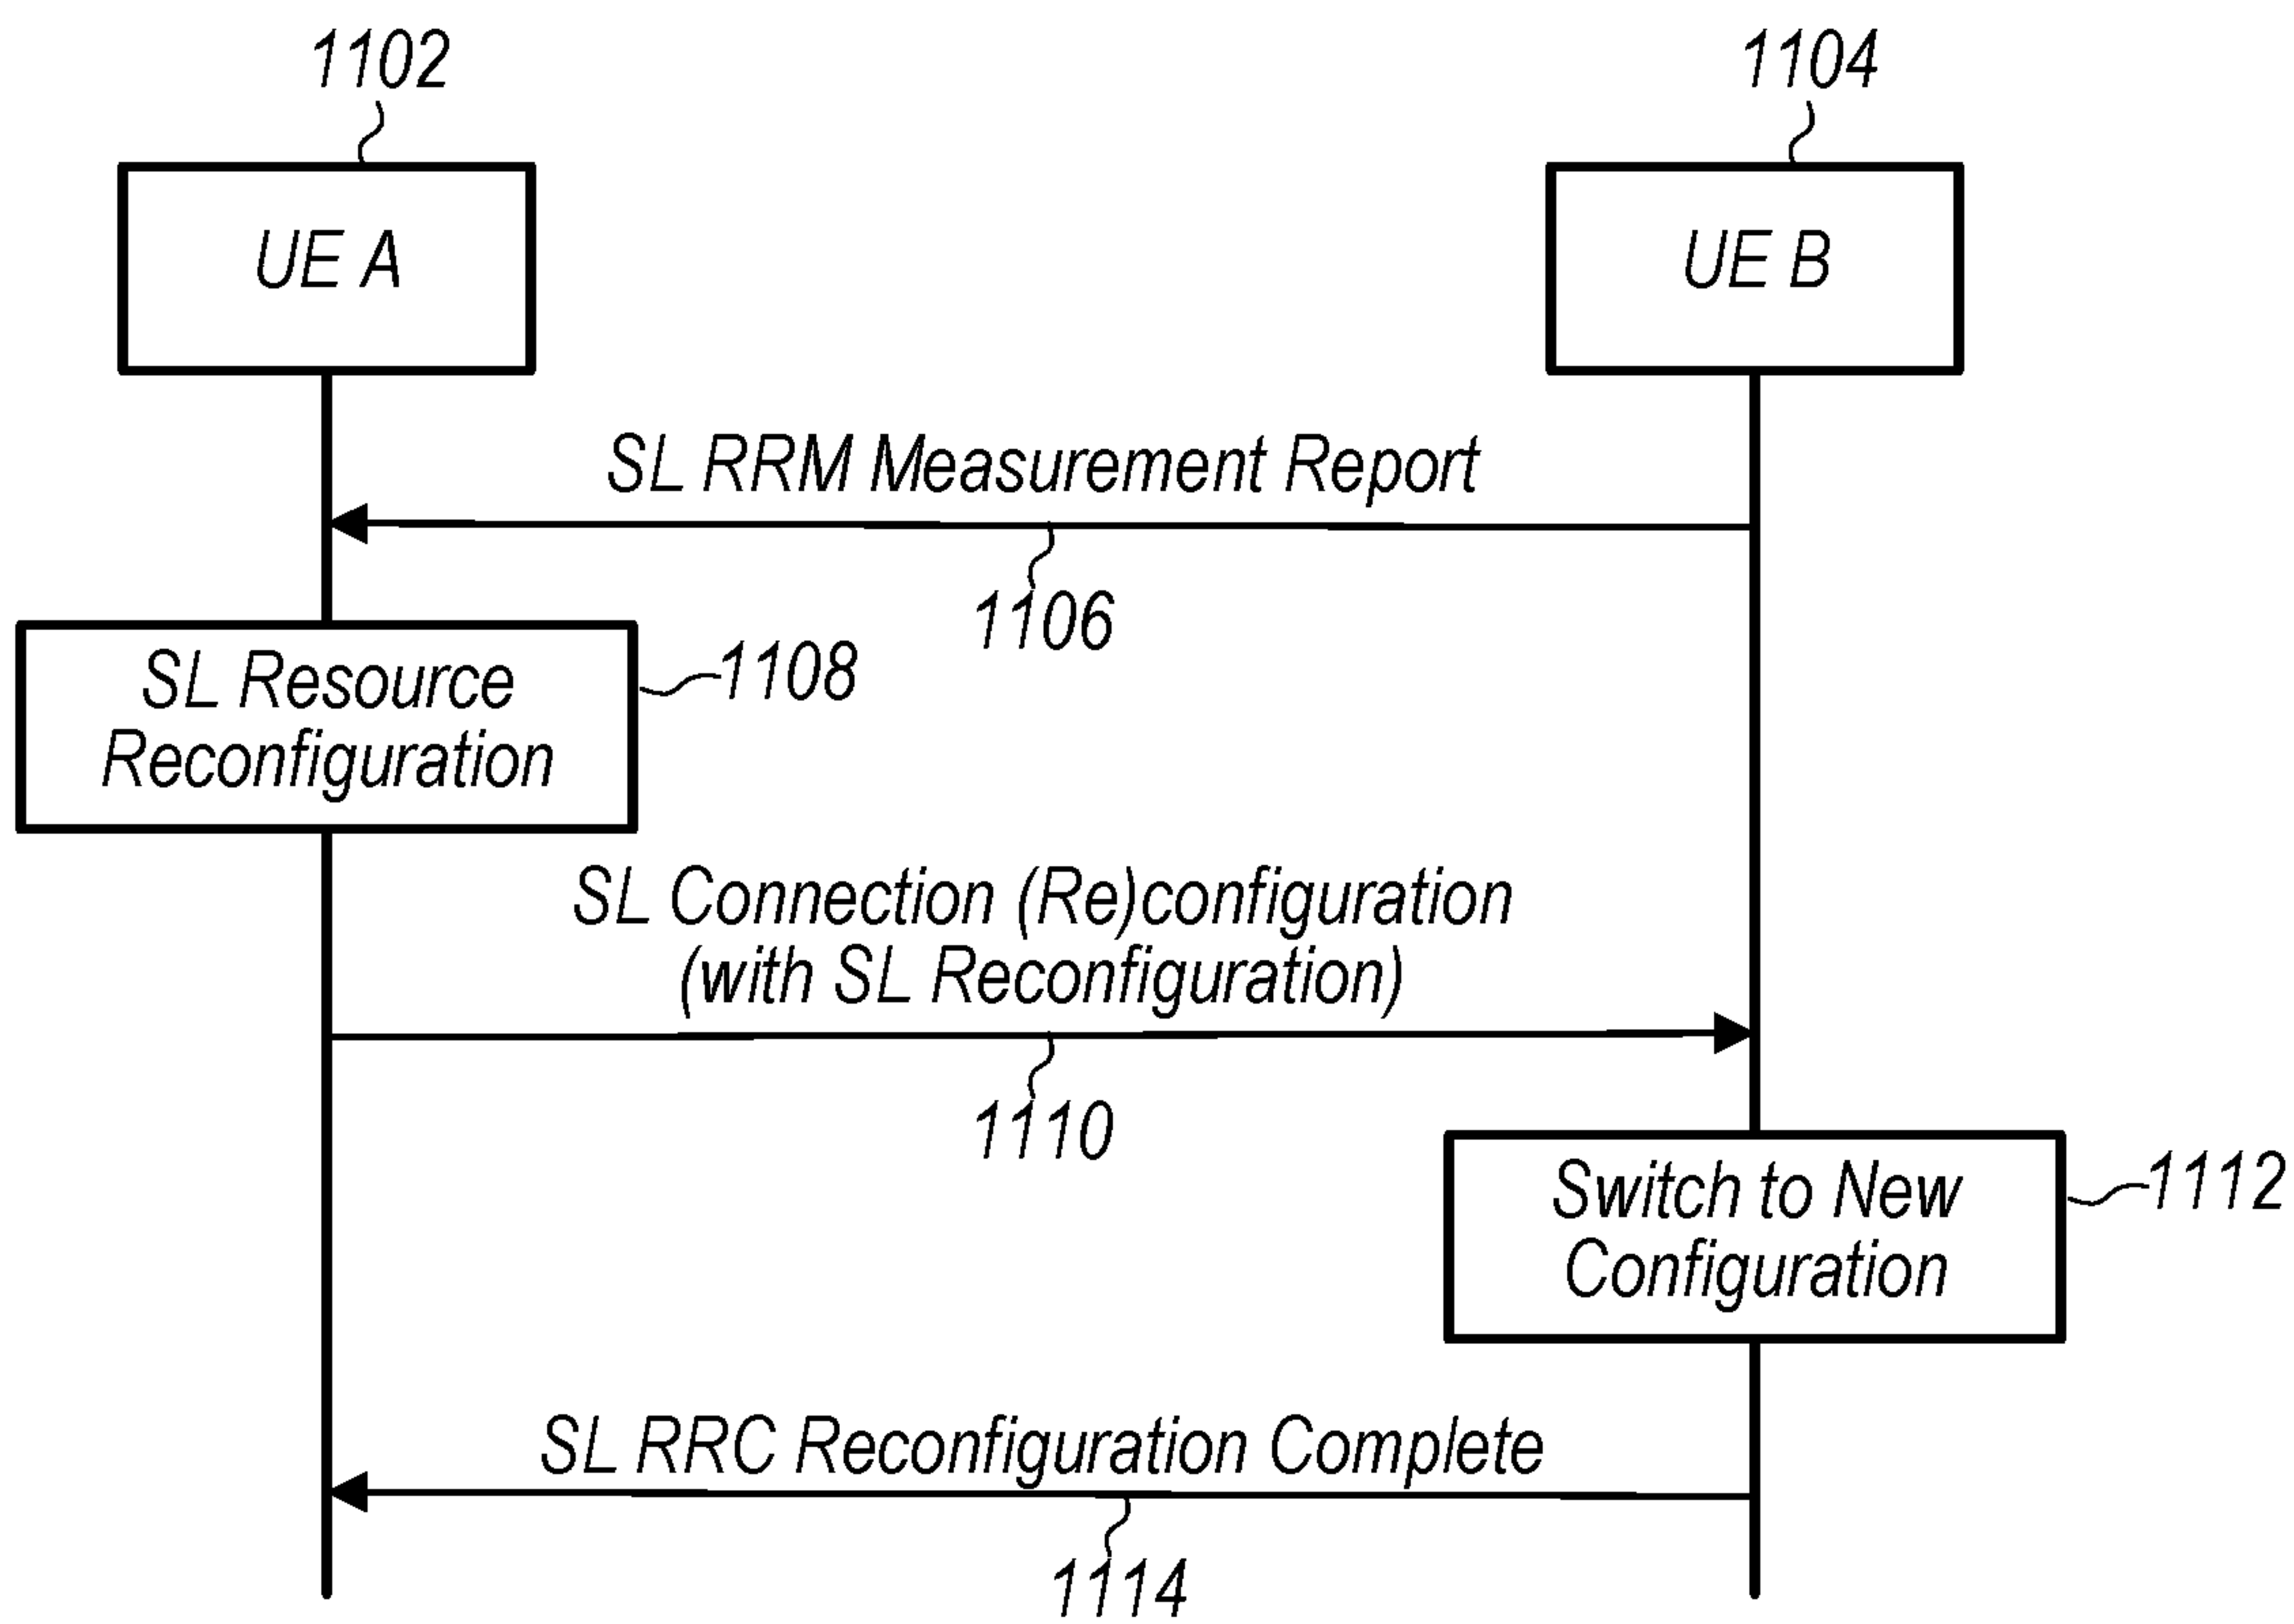 1102
1104
UE A
UE B
SL RRM Measurement Report
1106
SL Resource
Reconfiguration
1108
SL Connection (Re)configuration
(with SL Reconfiguration)
1110
Switch to New
Configuration
1112
SL RRC Reconfiguration Complete
1114